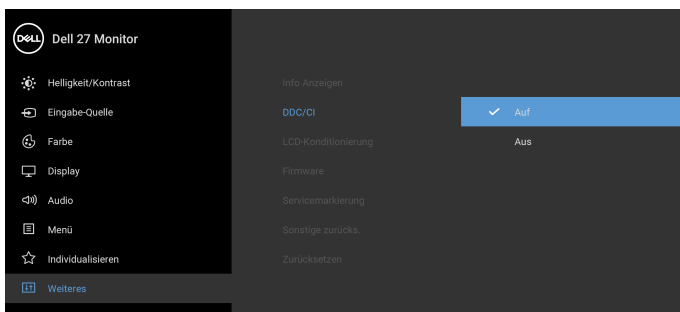 DELL Dell 27 Monitor
Helligkeit/Kontrast
Eingabe-Quelle
Farbe
Display
Audio
Menü
Individualisieren
Weiteres
Info Anzeigen
DDC/CI
LCD-Konditionierung
Firmware
Servicemarkierung
Sonstige zurücks.
Zurücksetzen
Auf
Aus